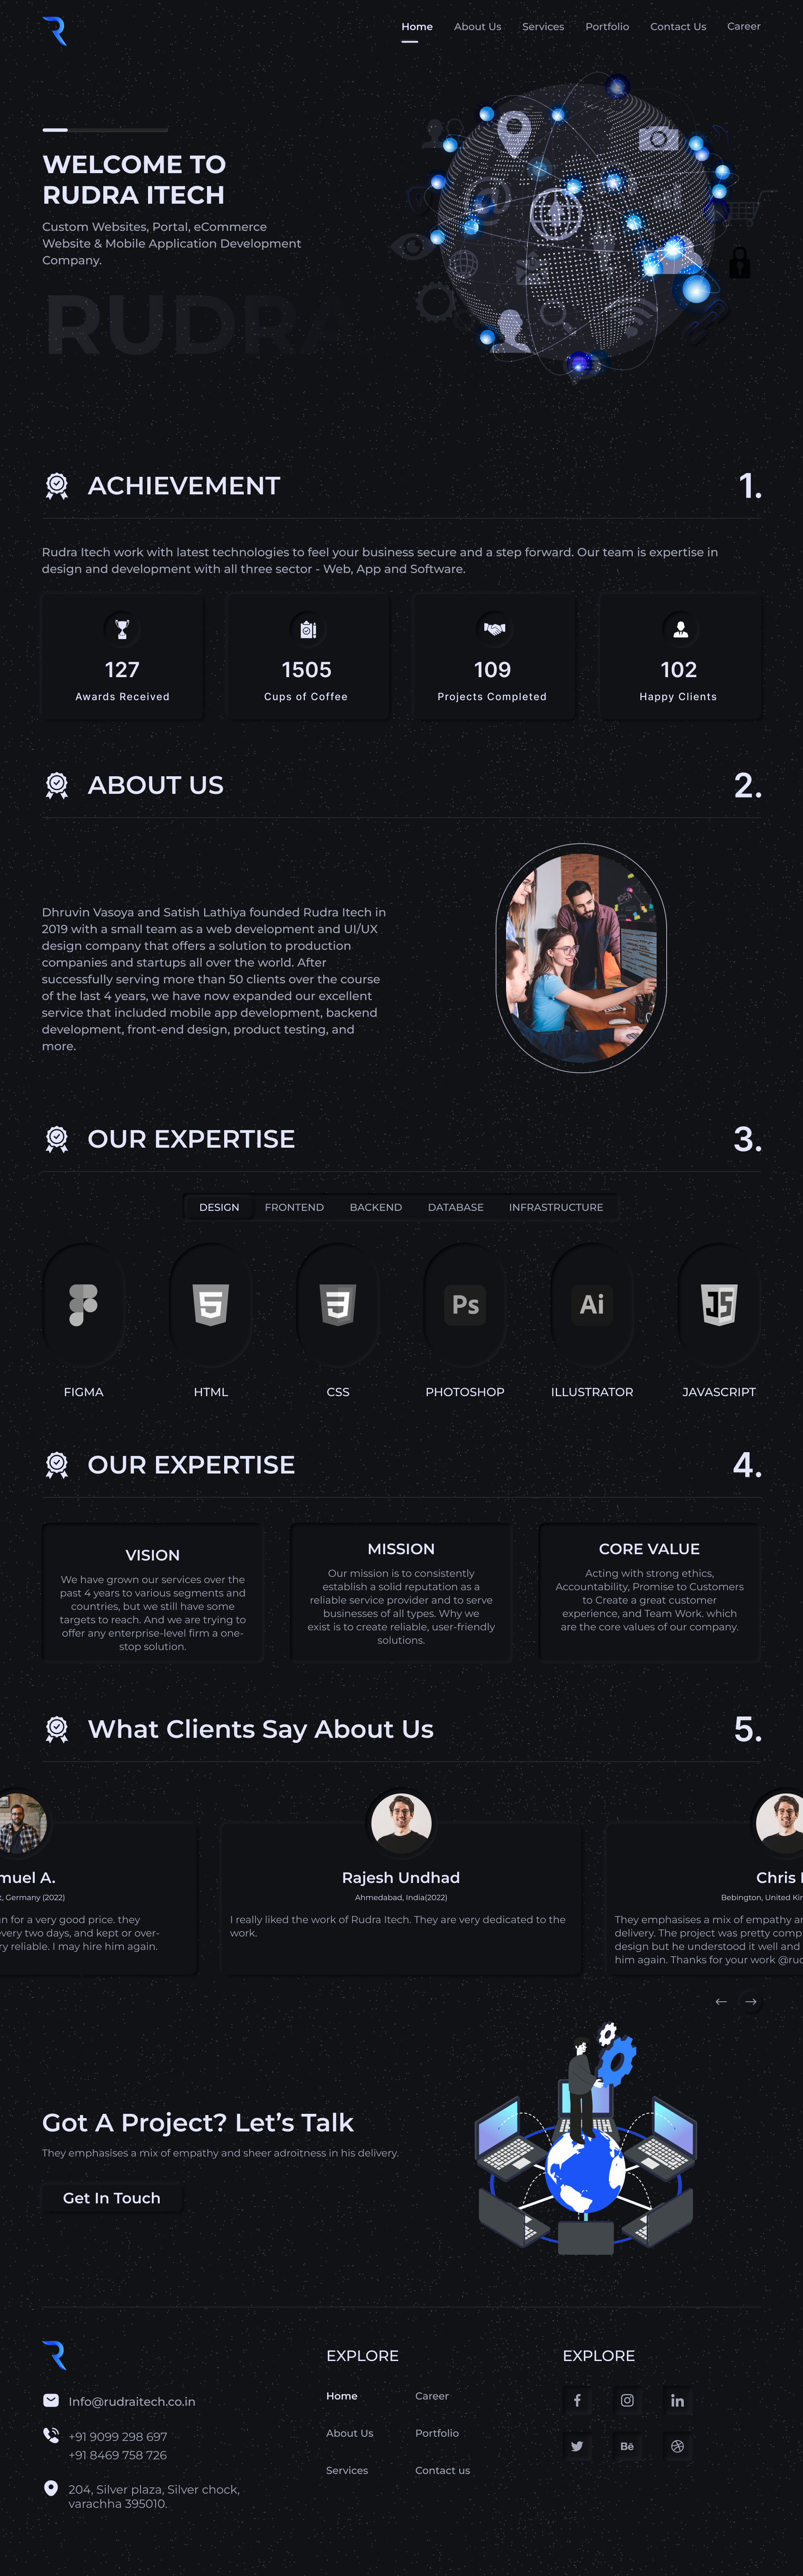 Home About Us Services Portfolio Contact Us Career
WELCOME TO
RUDRA ITECH
Custom Websites, Portal, eCommerce
Website & Mobile Application Development
Company.
RUDRA
ACHIEVEMENT 1.
Rudra Itech work with latest technologies to feel your business secure and a step forward. Our team is expertise in
design and development with all three sector - Web, App and Software.
127
Awards Received
1505
Cups of Coffee
109
Projects Completed
102
Happy Clients
ABOUT US 2.
Dhruvin Vasoya and Satish Lathiya founded Rudra Itech in
2019 with a small team as a web development and UI/UX
design company that offers a solution to production
companies and startups all over the world. After
successfully serving more than 50 clients over the course
of the last 4 years, we have now expanded our excellent
service that included mobile app development, backend
development, front-end design, product testing, and
more.
OUR EXPERTISE 3.
DESIGN FRONTEND BACKEND DATABASE INFRASTRUCTURE
Ps Ai JS
FIGMA HTML CSS PHOTOSHOP ILLUSTRATOR JAVASCRIPT
OUR EXPERTISE 4.
VISION
We have grown our services over the
past 4 years to various segments and
countries, but we still have some
targets to reach. And we are trying to
offer any enterprise-level firm a one-
stop solution.
MISSION
Our mission is to consistently
establish a solid reputation as a
reliable service provider and to serve
businesses of all types. Why we
exist is to create reliable, user-friendly
solutions.
CORE VALUE
Acting with strong ethics,
Accountability, Promise to Customers
to Create a great customer
experience, and Team Work. which
are the core values of our company.
What Clients Say About Us 5.
muel A.
, Germany (2022)
n for a very good price. they
every two days, and kept or over-
ry reliable. I may hire him again.
Rajesh Undhad
Ahmedabad, India(2022)
I really liked the work of Rudra Itech. They are very dedicated to the
work.
Chris
Bebington, United Kin
They emphasises a mix of empathy an
delivery. The project was pretty comp
design but he understood it well and
him again. Thanks for your work @rud
Got A Project? Let’s Talk
They emphasises a mix of empathy and sheer adroitness in his delivery.
Get In Touch
Info@rudraitech.co.in
+91 9099 298 697
+91 8469 758 726
204, Silver plaza, Silver chock,
varachha 395010.
EXPLORE
Home Career
About Us Portfolio
Services Contact us
EXPLORE
f in
Bē